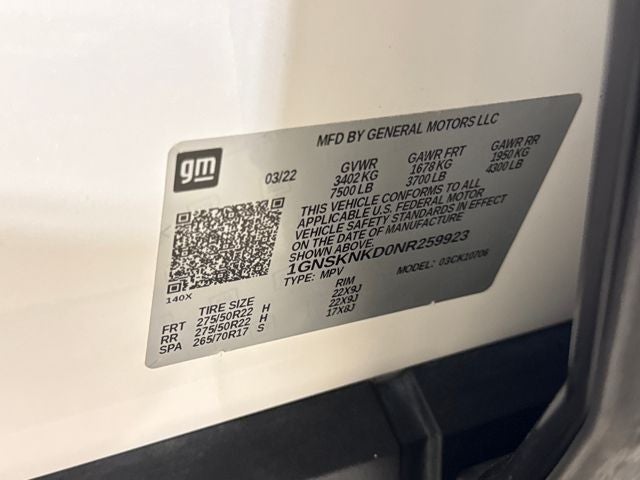 MFD BY GENERAL MOTORS LLC
gm
03/22
GVWR GAWR FRT GAWR RR
3402 KG 1678 KG 1950 KG
7500 LB 3700 LB 4300 LB
THIS VEHICLE CONFORMS TO ALL
APPLICABLE U.S. FEDERAL MOTOR
VEHICLE SAFETY STANDARDS IN EFFECT
ON THE DATE OF MANUFACTURE
SHOWN ABOVE.
1GNSKNKD0NR259923
TYPE: MPV MODEL: 03CK10706
140X
TIRE SIZE RIM
FRT 275/50R22 H 22X9J
RR 275/50R22 H 22X9J
SPA 265/70R17 S 17X8J